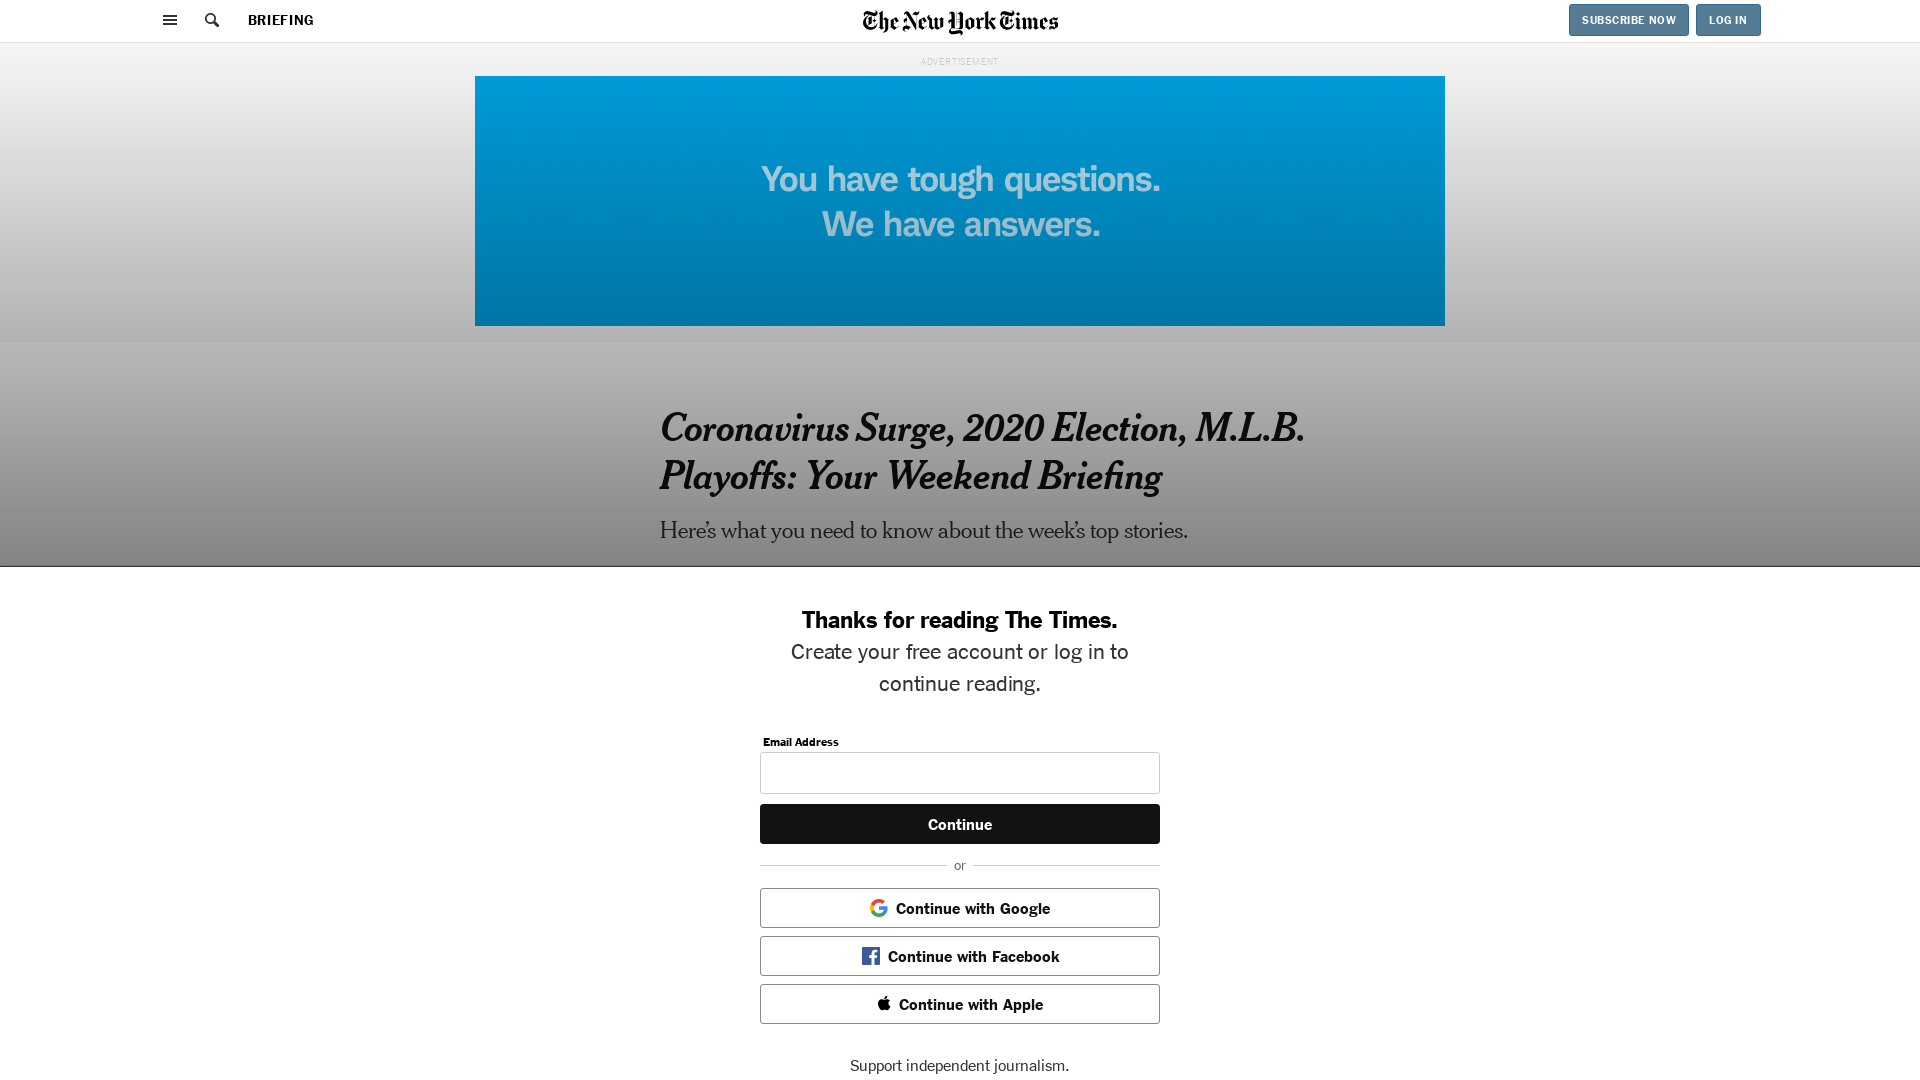 BRIEFING
The New York Times
SUBSCRIBE NOW
LOG IN
ADVERTISEMENT
You have tough questions.
We have answers.
Coronavirus Surge, 2020 Election, M.L.B.
Playoffs: Your Weekend Briefing
Here’s what you need to know about the week’s top stories.
Thanks for reading The Times.
Create your free account or log in to
continue reading.
Email Address
Continue
or
Continue with Google
Continue with Facebook
Continue with Apple
Support independent journalism.